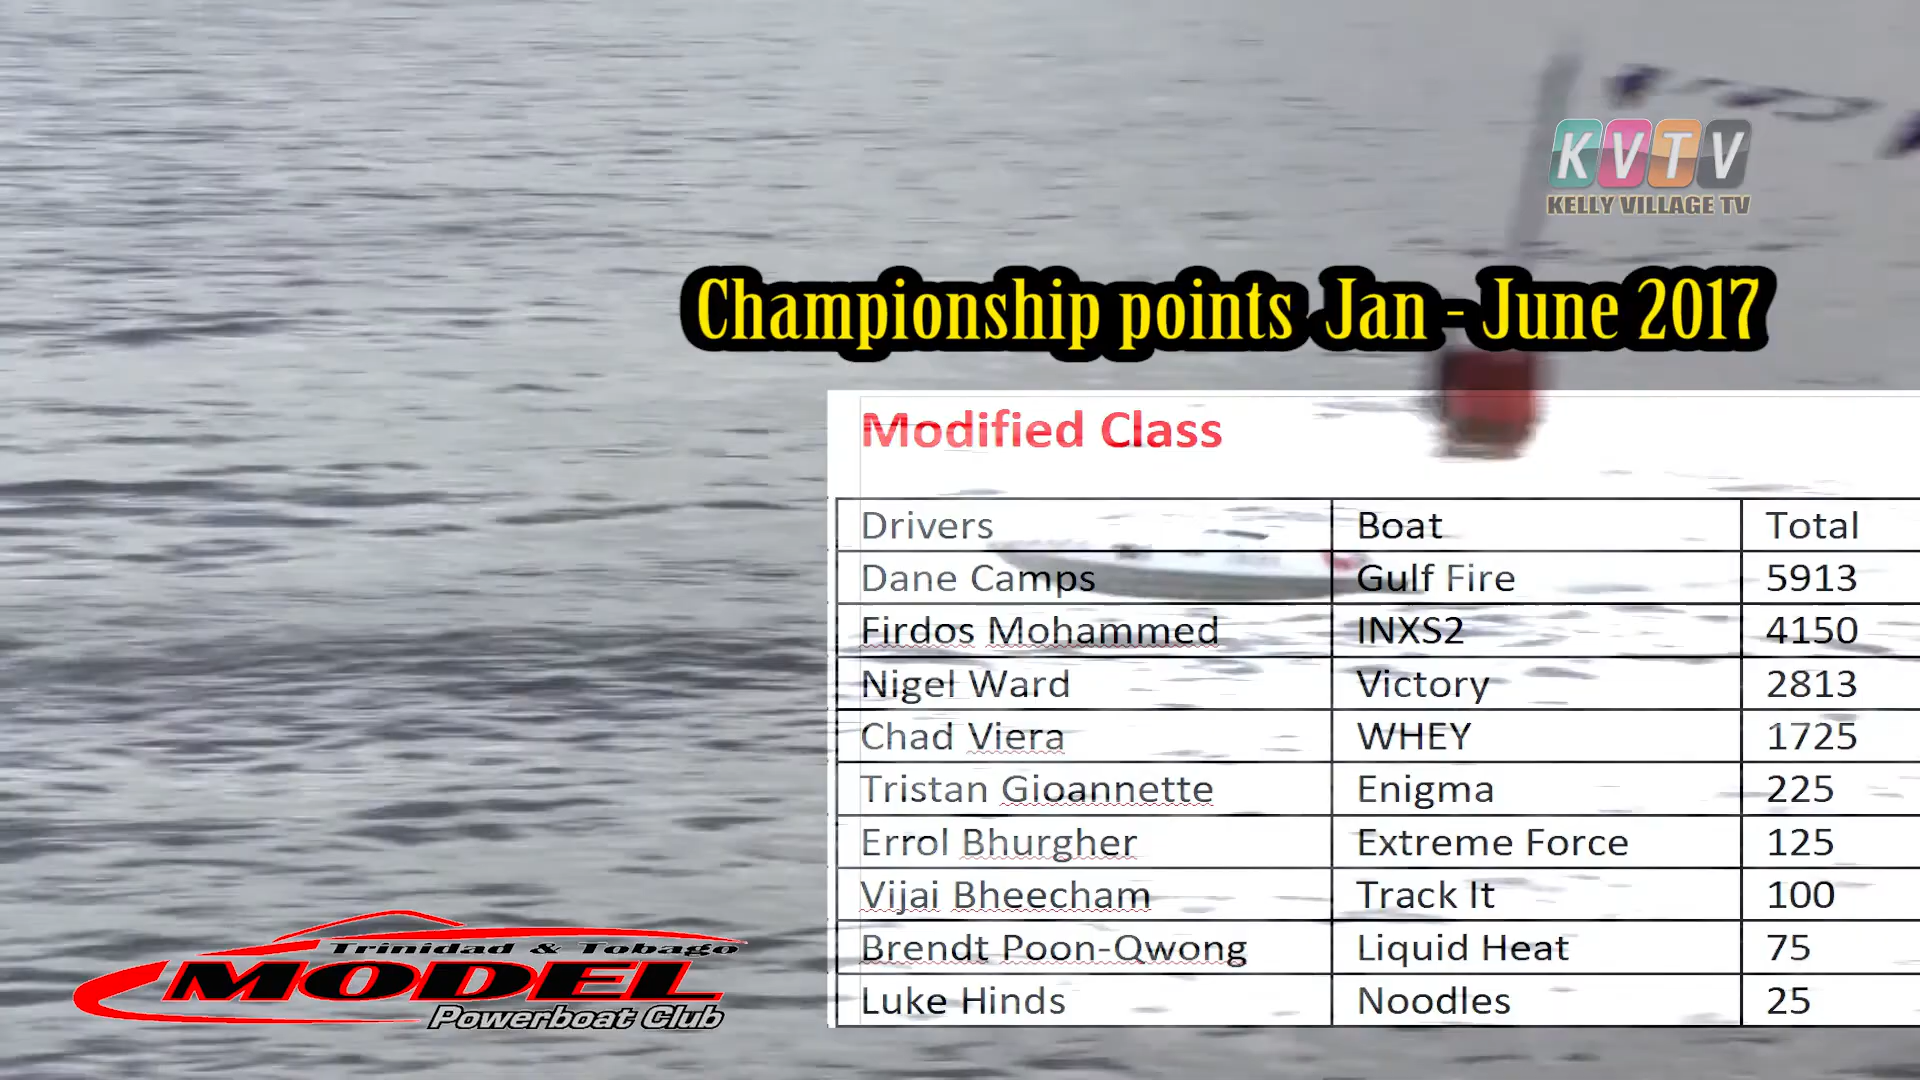 KVTV
KELLY VILLAGE TV
Championship points Jan - June 2017
Modified Class
Drivers Boat Total
Dane Camps Gulf Fire 5913
Firdos Mohammed INXS2 4150
Nigel Ward Victory 2813
Chad Viera WHEY 1725
Tristan Gioannette Enigma 225
Errol Bhurgher Extreme Force 125
Vijai Bheecham Track It 100
Brendt Poon-Qwong Liquid Heat 75
Luke Hinds Noodles 25
Trinidad & Tobago
MODEL
Powerboat Club